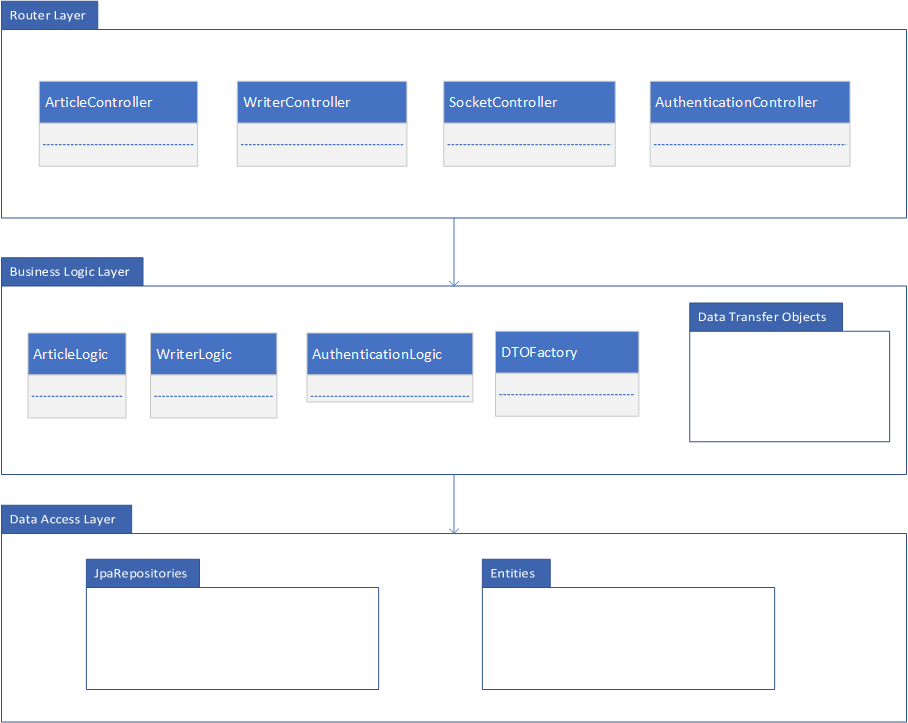 Router Layer
ArticleController
WriterController
SocketController
AuthenticationController
Business Logic Layer
Data Transfer Objects
ArticleLogic
WriterLogic
AuthenticationLogic
DTOFactory
Data Access Layer
JpaRepositories
Entities